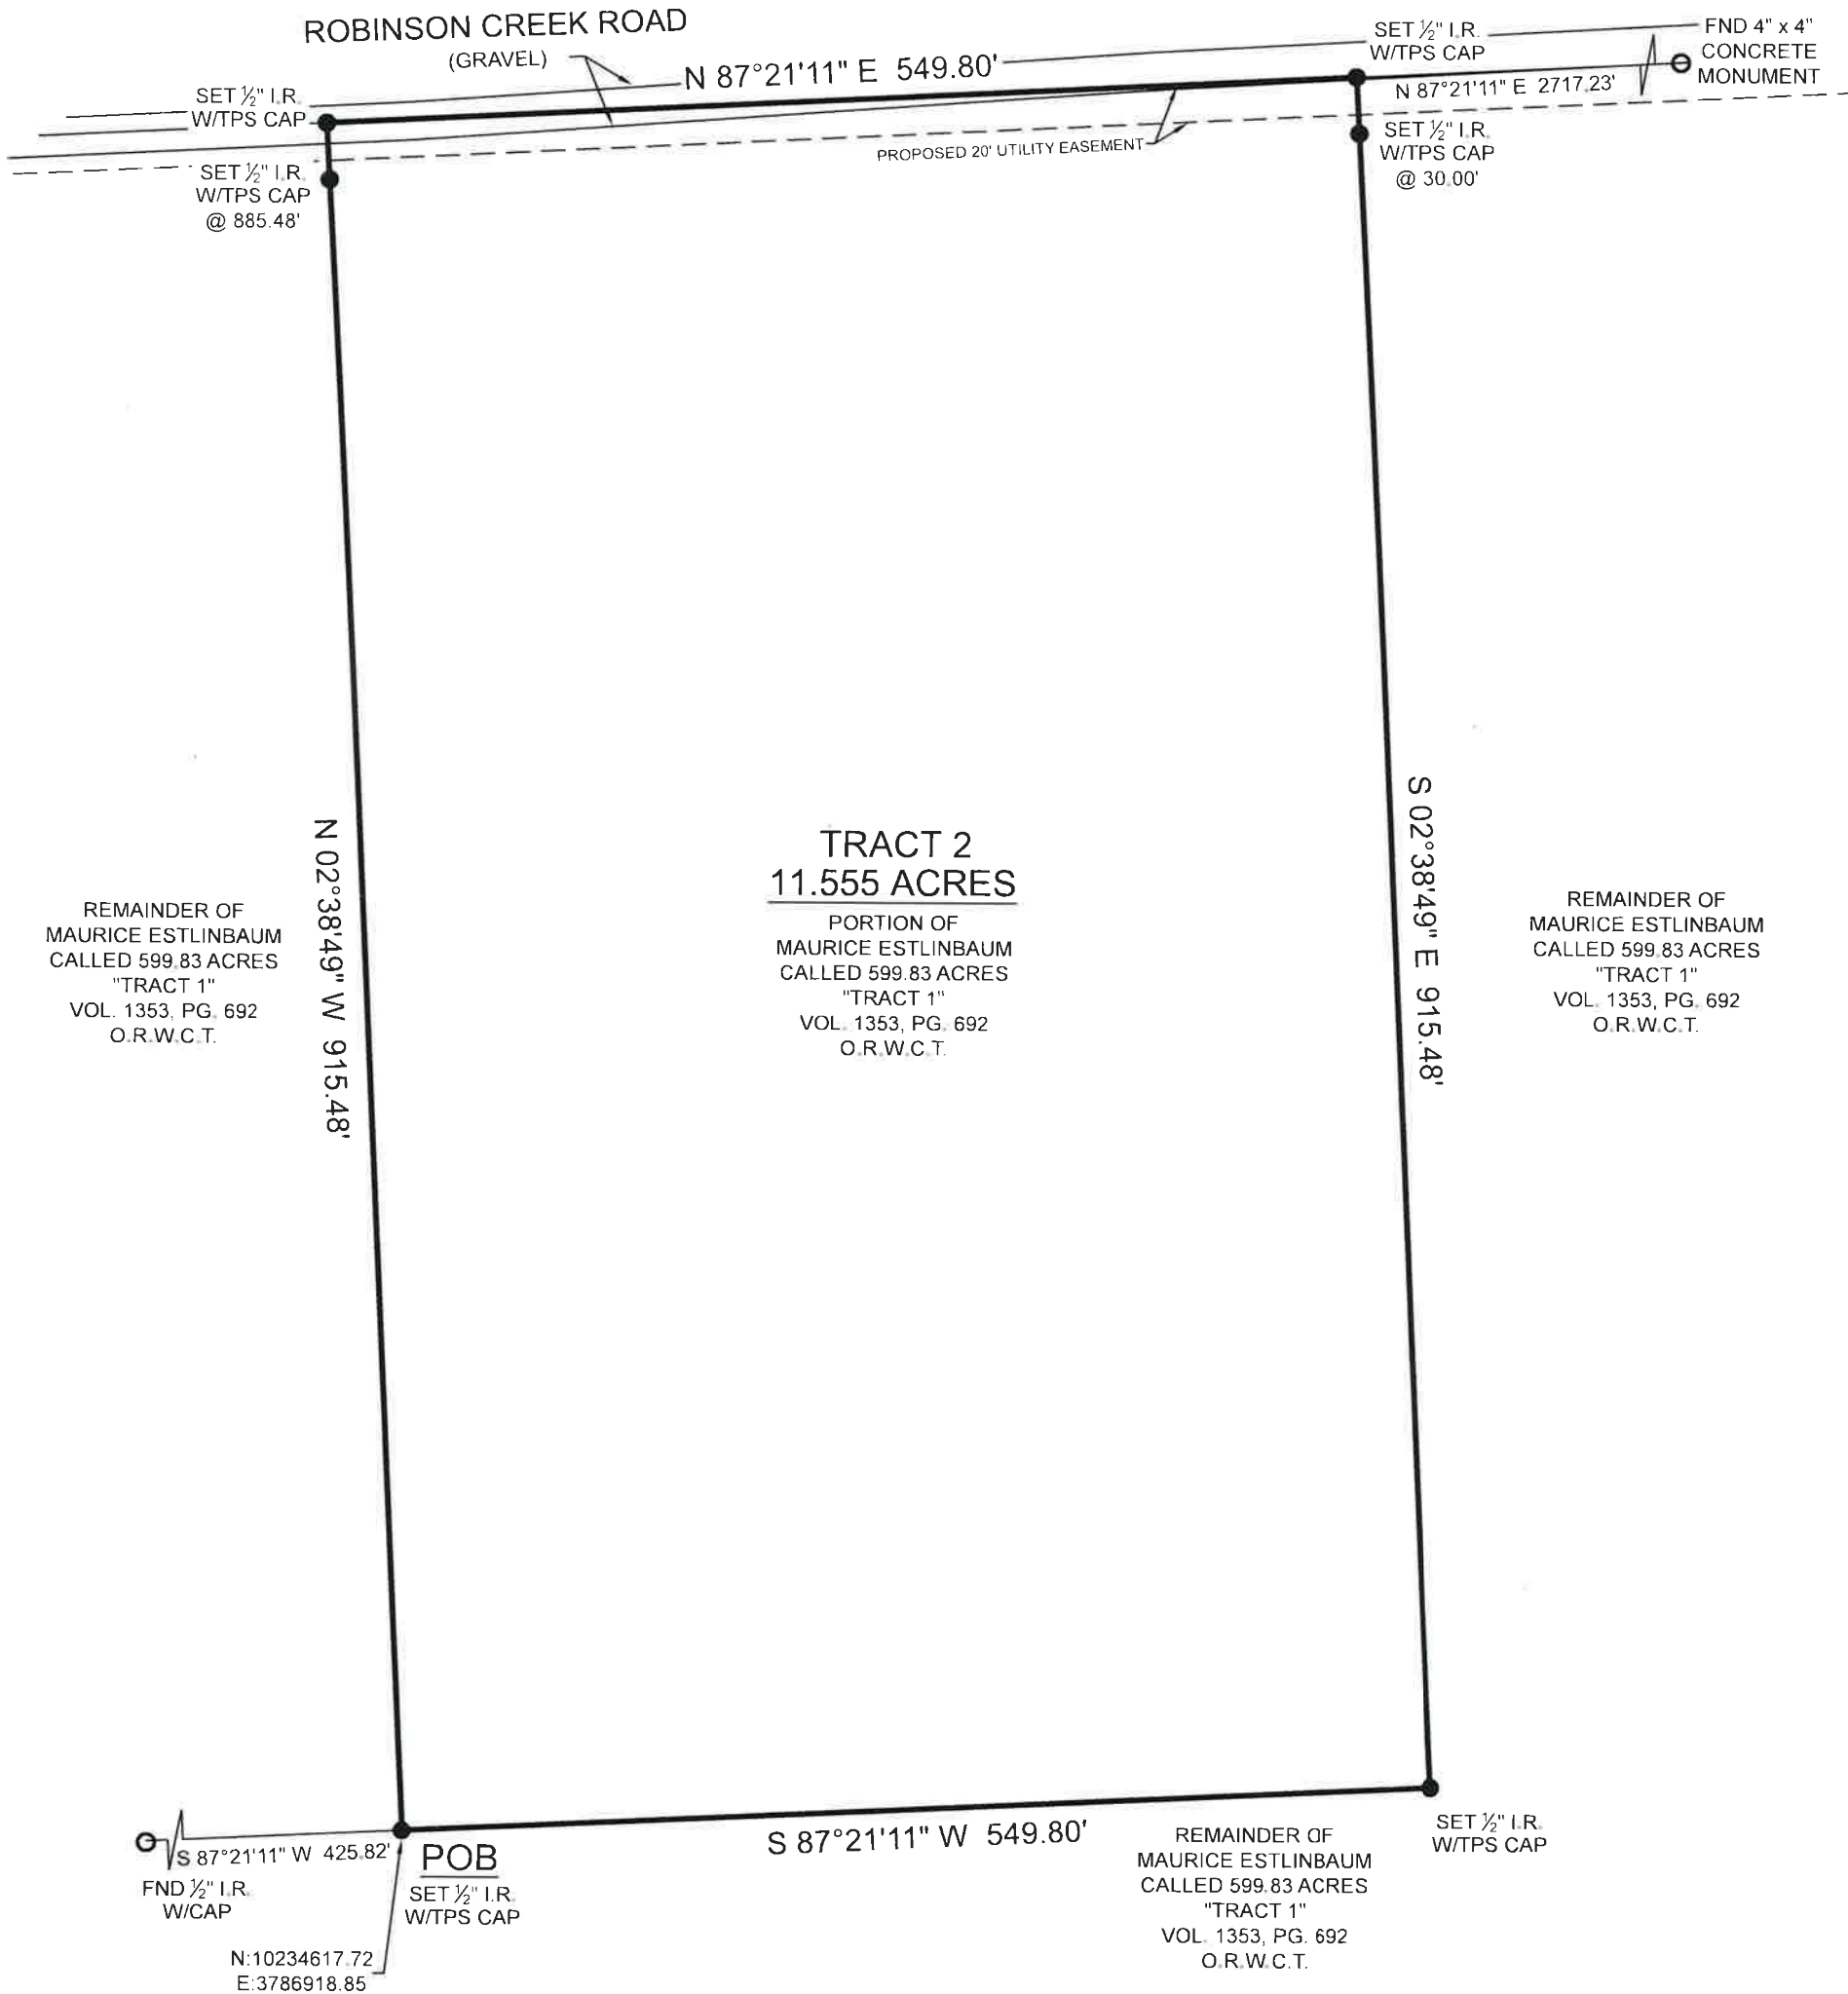 ROBINSON CREEK ROAD
(GRAVEL)
N 87°21'11" E 549.80'
SET ½" I.R.
W/TPS CAP
FND 4" x 4"
CONCRETE
MONUMENT
N 87°21'11" E 2717.23'
SET ½" I.R.
W/TPS CAP
SET ½" I.R.
W/TPS CAP
@ 885.48'
PROPOSED 20' UTILITY EASEMENT
SET ½" I.R.
W/TPS CAP
@ 30.00'
N 02°38'49" W 915.48'
S 02°38'49" E 915.48'
TRACT 2
11.555 ACRES
PORTION OF
MAURICE ESTLINBAUM
CALLED 599.83 ACRES
"TRACT 1"
VOL. 1353, PG. 692
O.R.W.C.T.
REMAINDER OF
MAURICE ESTLINBAUM
CALLED 599.83 ACRES
"TRACT 1"
VOL. 1353, PG. 692
O.R.W.C.T.
REMAINDER OF
MAURICE ESTLINBAUM
CALLED 599.83 ACRES
"TRACT 1"
VOL. 1353, PG. 692
O.R.W.C.T.
S 87°21'11" W 425.82'
FND ½" I.R.
W/CAP
POB
SET ½" I.R.
W/TPS CAP
N:10234617.72
E:3786918.85
S 87°21'11" W 549.80'
REMAINDER OF
MAURICE ESTLINBAUM
CALLED 599.83 ACRES
"TRACT 1"
VOL. 1353, PG. 692
O.R.W.C.T.
SET ½" I.R.
W/TPS CAP